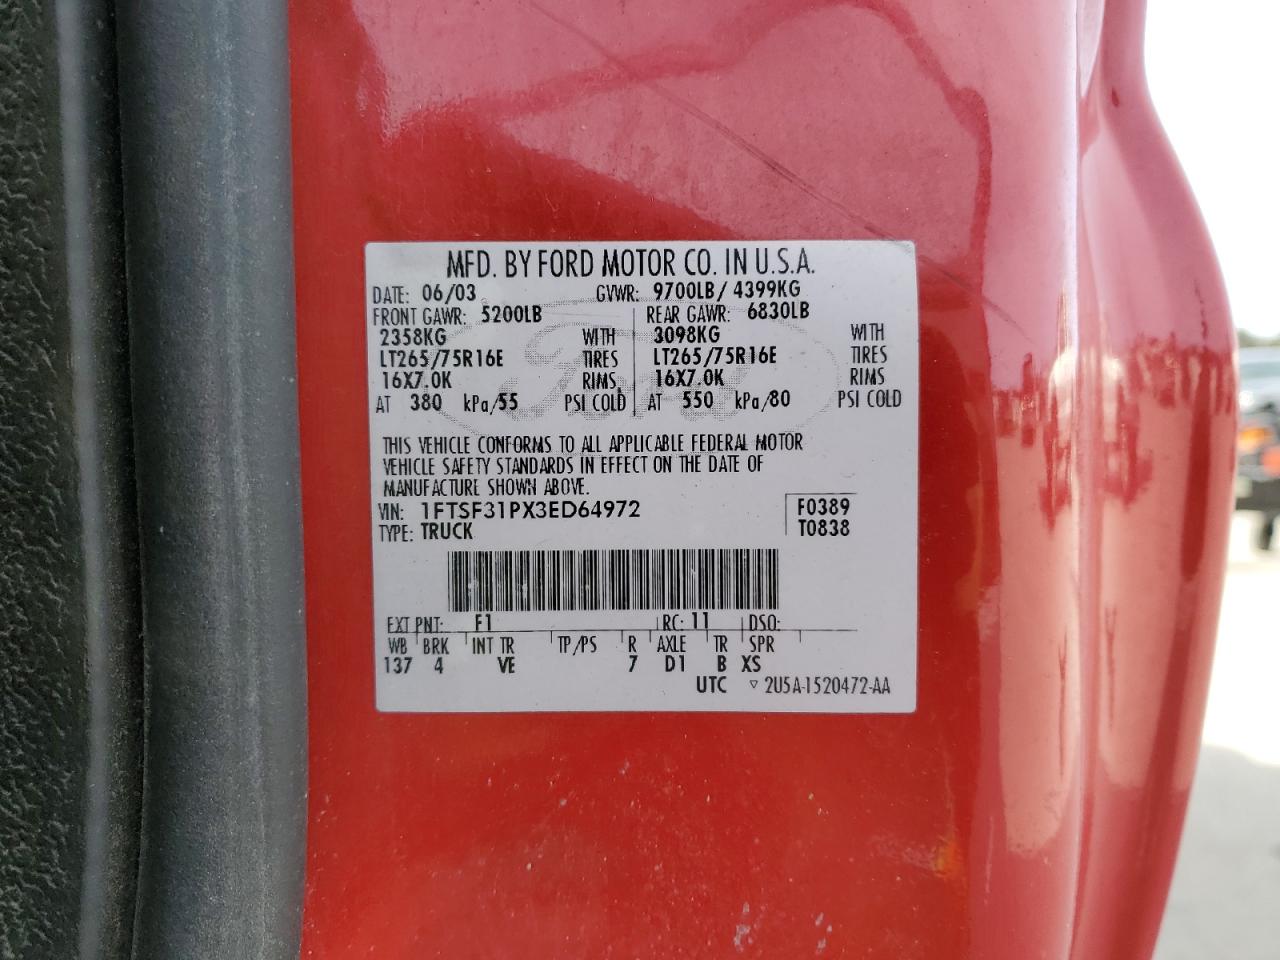 MFD. BY FORD MOTOR CO. IN U.S.A.
DATE: 06/03 GVWR: 9700LB/ 4399KG
FRONT GAWR: 5200LB REAR GAWR: 6830LB
2358KG WITH 3098KG WITH
LT265/75R16E TIRES LT265/75R16E TIRES
16X7.0K RIMS 16X7.0K RIMS
AT 380 kPa/55 PSI COLD AT 550 kPa/80 PSI COLD
THIS VEHICLE CONFORMS TO ALL APPLICABLE FEDERAL MOTOR
VEHICLE SAFETY STANDARDS IN EFFECT ON THE DATE OF
MANUFACTURE SHOWN ABOVE.
VIN: 1FTSF31PX3ED64972 F0389
TYPE: TRUCK T0838
EXT PNT: F1 RC: 11 DSO:
WB BRK INT TR TP/PS R AXLE TR SPR
137 4 VE 7 D1 B XS
UTC ▽ 2U5A-1520472-AA